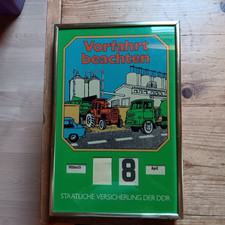 Vorfahrt
beachten
Mittwoch
8
April
STAATLICHE VERSICHERUNG DER DDR